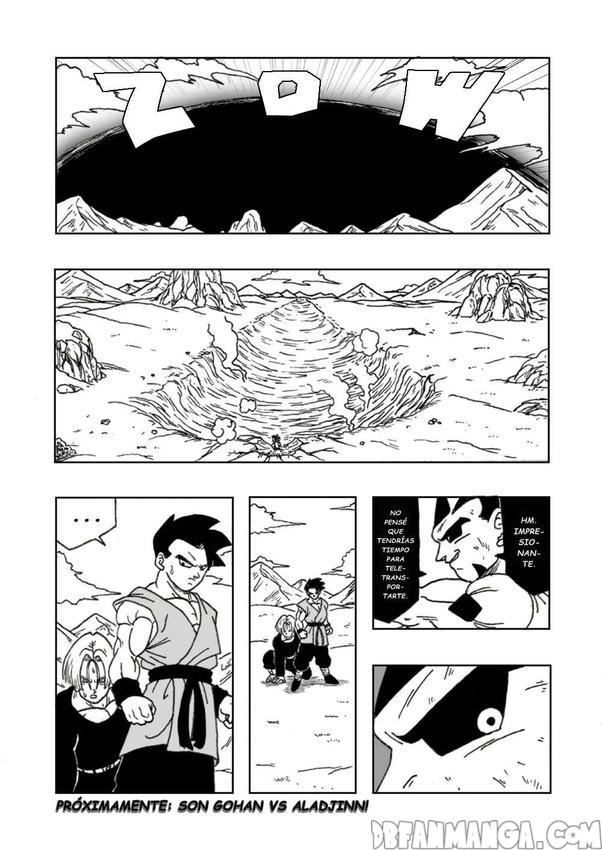 ZOW
HM.
IMPRE-
SIO-
NAN-
TE.
NO
PENSÉ
QUE
TENDRÍAS
TIEMPO
PARA
TELE-
TRANS-
POR-
TARTE.
...
PRÓXIMAMENTE: SON GOHAN VS ALADJINN!
DBFANMANGA.COM